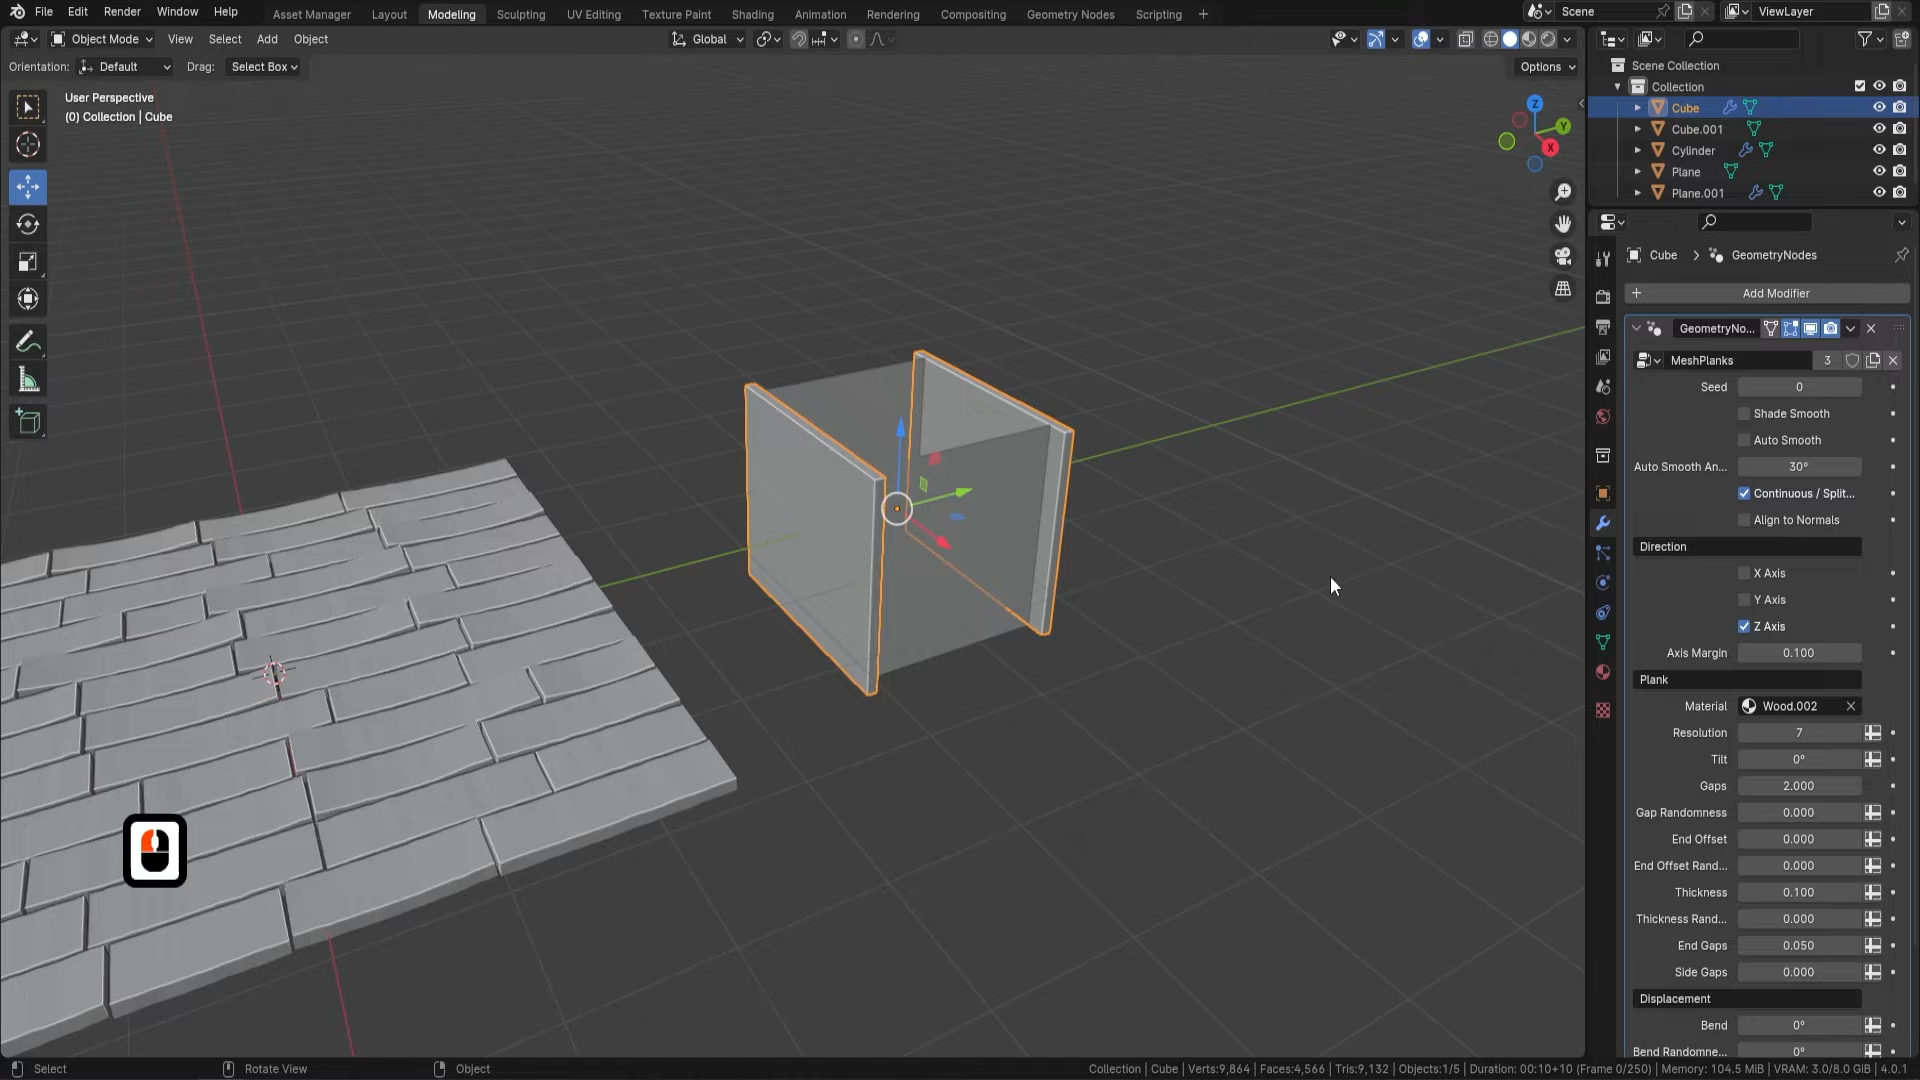 File Edit Render Window Help
Asset Manager Layout Modeling Sculpting UV Editing Texture Paint Shading Animation Rendering Compositing Geometry Nodes Scripting +
Scene
ViewLayer
Object Mode View Select Add Object
Global
Orientation: Default Drag: Select Box
Options
User Perspective
(0) Collection | Cube
Z
Y
X
Scene Collection
Collection
Cube
Cube.001
Cylinder
Plane
Plane.001
Cube > GeometryNodes
+ Add Modifier
GeometryNo...
MeshPlanks 3
Seed 0
Shade Smooth
Auto Smooth
Auto Smooth An... 30°
Continuous / Split...
Align to Normals
Direction
X Axis
Y Axis
Z Axis
Axis Margin 0.100
Plank
Material Wood.002
Resolution 7
Tilt 0°
Gaps 2.000
Gap Randomness 0.000
End Offset 0.000
End Offset Rand... 0.000
Thickness 0.100
Thickness Rand... 0.000
End Gaps 0.050
Side Gaps 0.000
Displacement
Bend 0°
Bend Randomne... 0°
Select Rotate View Object
Collection | Cube | Verts:9,864 | Faces:4,566 | Tris:9,132 | Objects:1/5 | Duration: 00:10+10 (Frame 0/250) | Memory: 104.5 MiB | VRAM: 3.0/8.0 GiB | 4.0.1